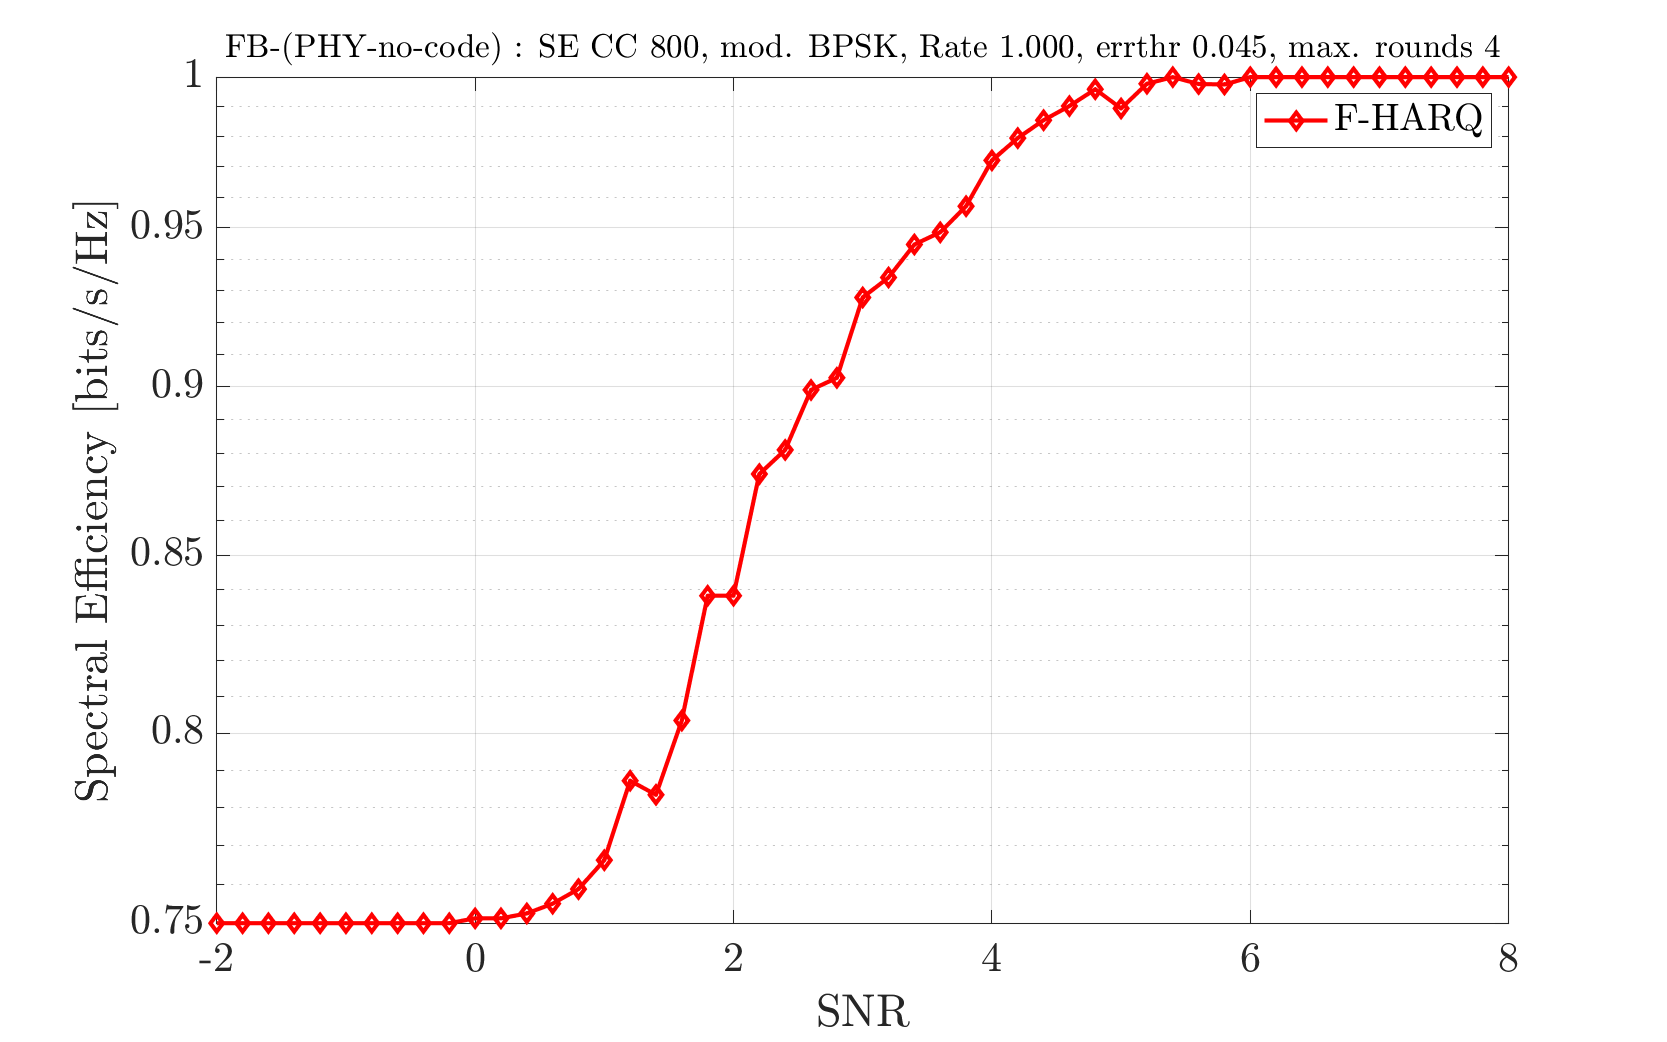 FB-(PHY-no-code) : SE CC 800, mod. BPSK, Rate 1.000, errthr 0.045, max. rounds 4
1
0.95
0.9
0.85
0.8
0.75
Spectral Efficiency [bits/s/Hz]
F-HARQ
-2 0 2 4 6 8
SNR